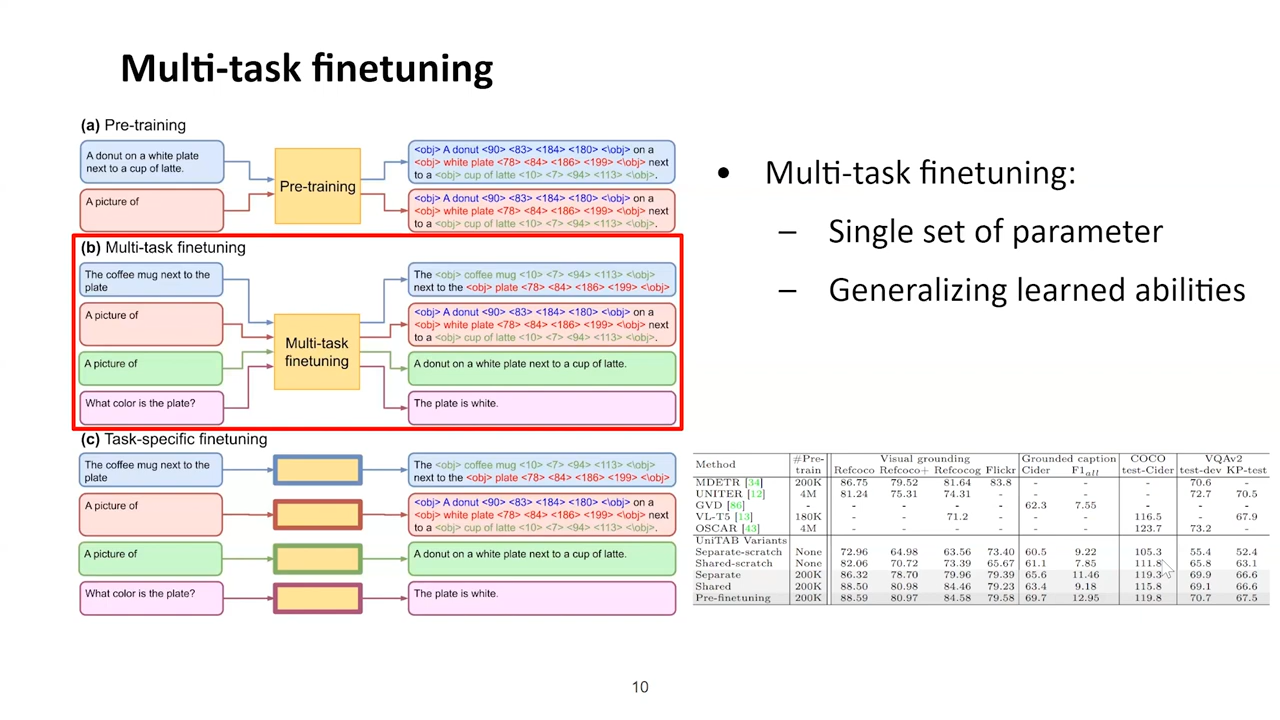 Multi-task finetuning
(a) Pre-training
A donut on a white plate
next to a cup of latte.
A picture of
Pre-training
<obj> A donut <90> <83> <184> <180> <\obj> on a
<obj> white plate <78> <84> <186> <199> <\obj> next
to a <obj> cup of latte <10> <7> <94> <113> <\obj>.
<obj> A donut <90> <83> <184> <180> <\obj> on a
<obj> white plate <78> <84> <186> <199> <\obj> next
to a <obj> cup of latte <10> <7> <94> <113> <\obj>.
(b) Multi-task finetuning
The coffee mug next to the
plate
A picture of
A picture of
What color is the plate?
Multi-task
finetuning
The <obj> coffee mug <10> <7> <94> <113> <\obj>
next to the <obj> plate <78> <84> <186> <199> <\obj>
<obj> A donut <90> <83> <184> <180> <\obj> on a
<obj> white plate <78> <84> <186> <199> <\obj> next
to a <obj> cup of latte <10> <7> <94> <113> <\obj>.
A donut on a white plate next to a cup of latte.
The plate is white.
(c) Task-specific finetuning
The coffee mug next to the
plate
A picture of
A picture of
What color is the plate?
The <obj> coffee mug <10> <7> <94> <113> <\obj>
next to the <obj> plate <78> <84> <186> <199> <\obj>
<obj> A donut <90> <83> <184> <180> <\obj> on a
<obj> white plate <78> <84> <186> <199> <\obj> next
to a <obj> cup of latte <10> <7> <94> <113> <\obj>.
A donut on a white plate next to a cup of latte.
The plate is white.
• Multi-task finetuning:
– Single set of parameter
– Generalizing learned abilities
Method #Pre-train Visual grounding Grounded caption COCO VQAv2
Refcoco Refcoco+ Refcocog Flickr Cider F1all test-Cider test-dev KP-test
MDETR [34] 200K 86.75 79.52 81.64 83.8 - - - 70.6 -
UNITER [12] 4M 81.24 75.31 74.31 - - - - 72.7 70.5
GVD [86] - - - - - 62.3 7.55 - - -
VL-T5 [13] 180K - - 71.2 - - - 116.5 - 67.9
OSCAR [43] 4M - - - - - - 123.7 73.2 -
UniTAB Variants
Separate-scratch None 72.96 64.98 63.56 73.40 60.5 9.22 105.3 55.4 52.4
Shared-scratch None 82.06 70.72 73.39 65.67 61.1 7.85 111.8 65.8 63.1
Separate 200K 86.32 78.70 79.96 79.39 65.6 11.46 119.3 69.9 66.6
Shared 200K 88.50 80.98 84.46 79.23 63.4 9.18 115.8 69.1 66.6
Pre-finetuning 200K 88.59 80.97 84.58 79.58 69.7 12.95 119.8 70.7 67.5
10